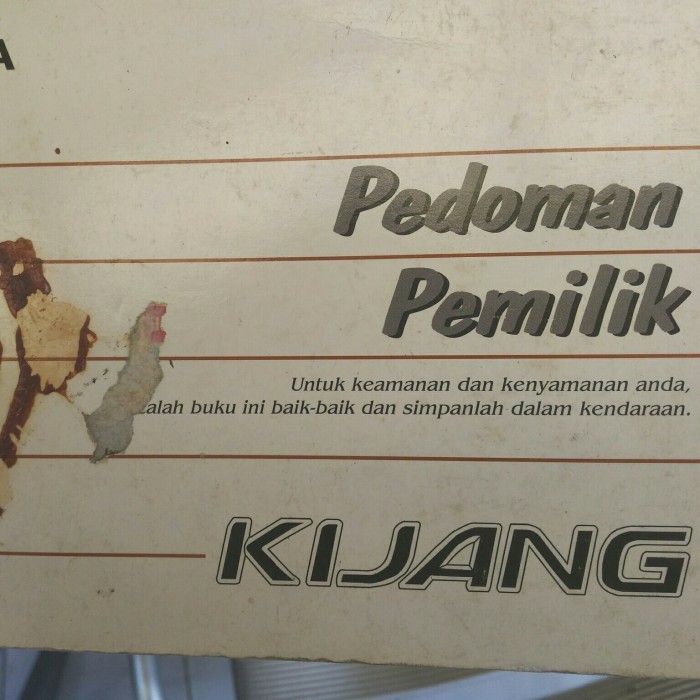 Pedoman
Pemilik
Untuk keamanan dan kenyamanan anda,
buku ini baik-baik dan simpanlah dalam kendaraan.
KIJANG